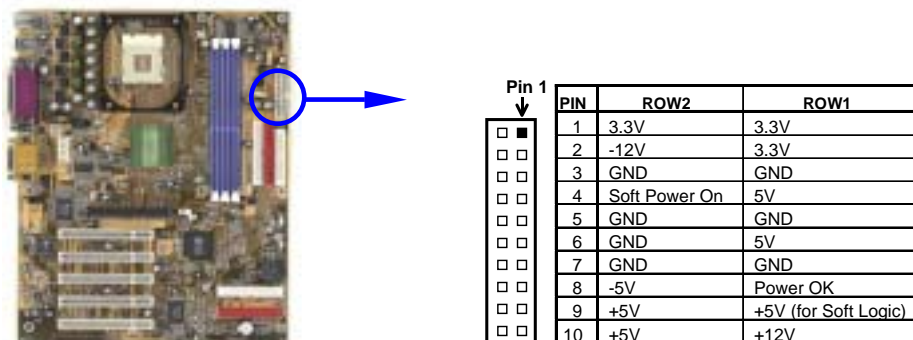 Pin 1
PIN ROW2 ROW1
1 3.3V 3.3V
2 -12V 3.3V
3 GND GND
4 Soft Power On 5V
5 GND GND
6 GND 5V
7 GND GND
8 -5V Power OK
9 +5V +5V (for Soft Logic)
10 +5V +12V